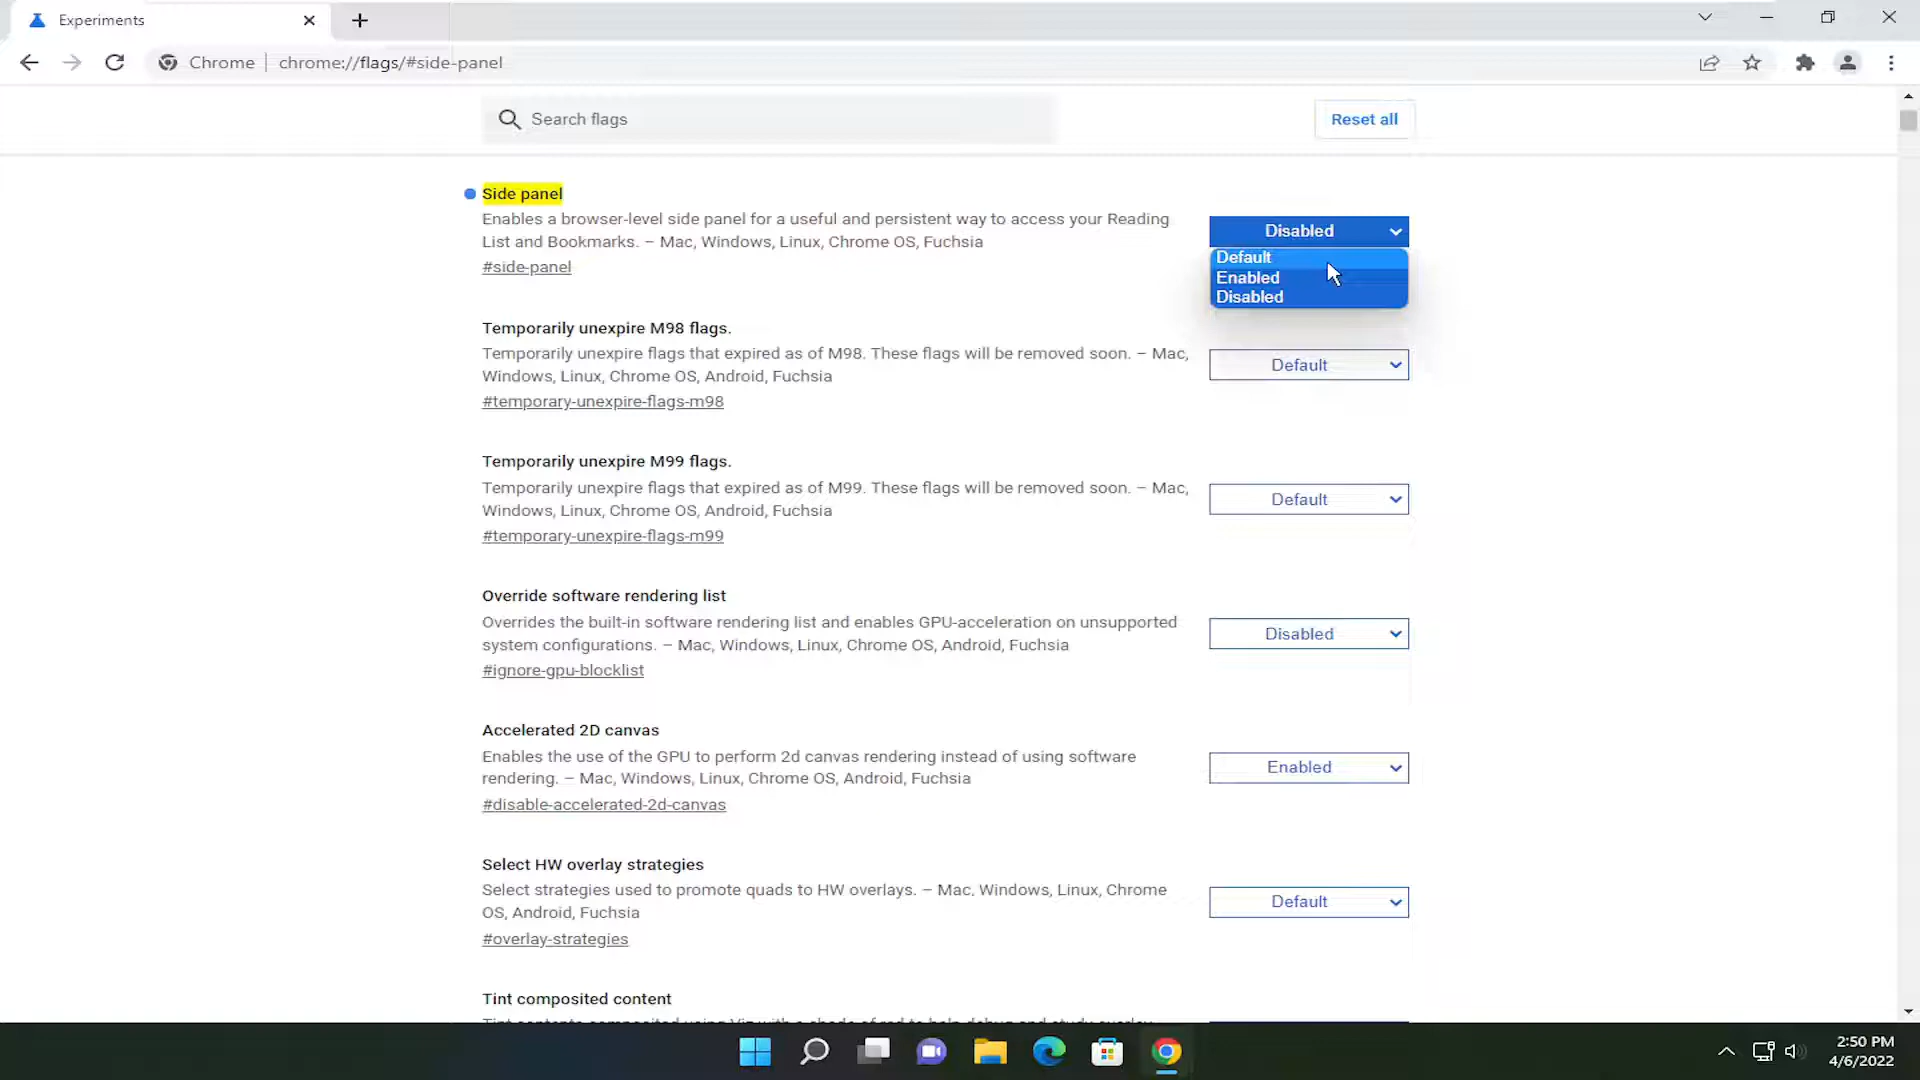 Experiments
Chrome
chrome://flags/#side-panel
Search flags
Reset all
Side panel
Enables a browser-level side panel for a useful and persistent way to access your Reading
List and Bookmarks. – Mac, Windows, Linux, Chrome OS, Fuchsia
#side-panel
Disabled
Default
Enabled
Disabled
Temporarily unexpire M98 flags.
Temporarily unexpire flags that expired as of M98. These flags will be removed soon. – Mac,
Windows, Linux, Chrome OS, Android, Fuchsia
#temporary-unexpire-flags-m98
Default
Temporarily unexpire M99 flags.
Temporarily unexpire flags that expired as of M99. These flags will be removed soon. – Mac,
Windows, Linux, Chrome OS, Android, Fuchsia
#temporary-unexpire-flags-m99
Default
Override software rendering list
Overrides the built-in software rendering list and enables GPU-acceleration on unsupported
system configurations. – Mac, Windows, Linux, Chrome OS, Android, Fuchsia
#ignore-gpu-blocklist
Disabled
Accelerated 2D canvas
Enables the use of the GPU to perform 2d canvas rendering instead of using software
rendering. – Mac, Windows, Linux, Chrome OS, Android, Fuchsia
#disable-accelerated-2d-canvas
Enabled
Select HW overlay strategies
Select strategies used to promote quads to HW overlays. – Mac, Windows, Linux, Chrome
OS, Android, Fuchsia
#overlay-strategies
Default
Tint composited content
2:50 PM
4/6/2022